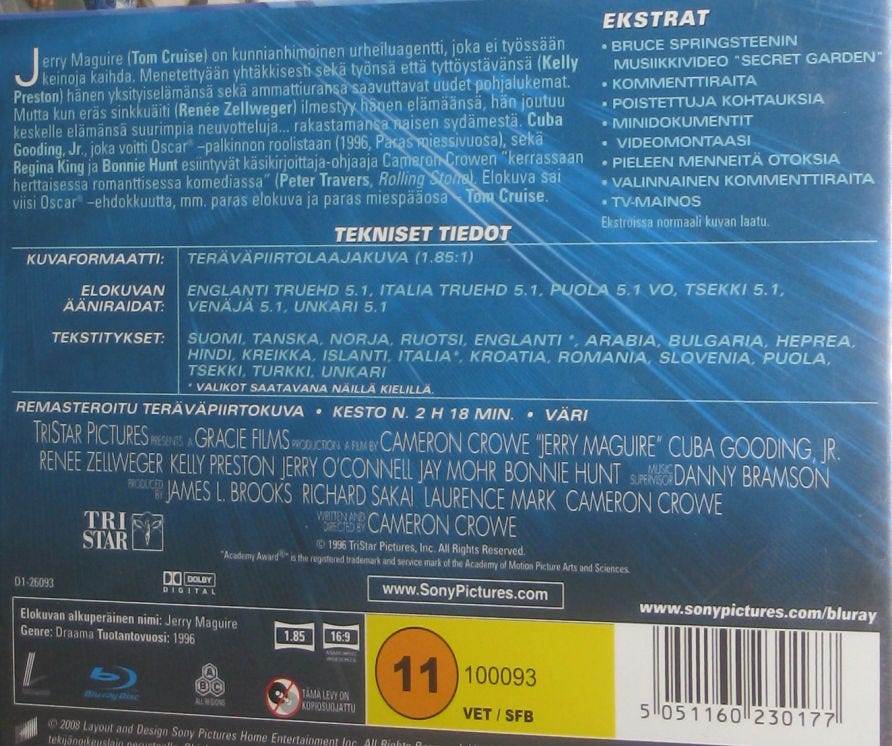 Jerry Maguire (Tom Cruise) on kunnianhimoinen urheiluagentti, joka ei työssään
keinoja kaihda. Menetettyään yhtäkkisesti sekä työnsä että tyttöystävänsä (Kelly
Preston) hänen yksityiselämänsä sekä ammattiuransa saavuttavat uudet pohjalukemat.
Mutta kun eräs sinkkuäiti (Renée Zellweger) ilmestyy hänen elämäänsä, hän joutuu
keskelle elämänsä suurimpia neuvotteluja... rakastamansa naisen sydämestä. Cuba
Gooding, Jr., joka voitti Oscar® –palkinnon roolistaan (1996, Paras miessivuosa), sekä
Regina King ja Bonnie Hunt esiintyvät käsikirjoittaja-ohjaaja Cameron Crowen "kerrassaan
herttaisessa romanttisessa komediassa" (Peter Travers, Rolling Stone). Elokuva sai
viisi Oscar® –ehdokkuutta, mm. paras elokuva ja paras miespääosa - Tom Cruise.
EKSTRAT
• BRUCE SPRINGSTEENIN
MUSIIKKIVIDEO "SECRET GARDEN"
• KOMMENTTIRAITA
• POISTETTUJA KOHTAUKSIA
• MINIDOKUMENTIT
• VIDEOMONTAASI
• PIELEEN MENNEITÄ OTOKSIA
• VALINNAINEN KOMMENTTIRAITA
• TV-MAINOS
Ekstroissa normaali kuvan laatu.
TEKNISET TIEDOT
KUVAFORMAATTI: TERÄVÄPIIRTOLAAJAKUVA (1.85:1)
ELOKUVAN ÄÄNIRAIDAT: ENGLANTI TRUEHD 5.1, ITALIA TRUEHD 5.1, PUOLA 5.1 VO, TSEKKI 5.1,
VENÄJÄ 5.1, UNKARI 5.1
TEKSTITYKSET: SUOMI, TANSKA, NORJA, RUOTSI, ENGLANTI *, ARABIA, BULGARIA, HEPREA,
HINDI, KREIKKA, ISLANTI, ITALIA*, KROATIA, ROMANIA, SLOVENIA, PUOLA,
TSEKKI, TURKKI, UNKARI
* VALIKOT SAATAVANA NÄILLÄ KIELILLÄ.
REMASTEROITU TERÄVÄPIIRTOKUVA • KESTO N. 2 H 18 MIN. • VÄRI
TRISTAR PICTURES PRESENTS A GRACIE FILMS PRODUCTION A FILM BY CAMERON CROWE "JERRY MAGUIRE" CUBA GOODING, JR.
RENEE ZELLWEGER KELLY PRESTON JERRY O'CONNELL JAY MOHR BONNIE HUNT MUSIC SUPERVISOR DANNY BRAMSON
PRODUCED BY JAMES L. BROOKS RICHARD SAKAI LAURENCE MARK CAMERON CROWE
WRITTEN AND DIRECTED BY CAMERON CROWE
TRI
STAR
© 1996 TriStar Pictures, Inc. All Rights Reserved.
"Academy Award®" is the registered trademark and service mark of the Academy of Motion Picture Arts and Sciences.
D1-26093
DOLBY
DIGITAL
www.SonyPictures.com
www.sonypictures.com/bluray
Elokuvan alkuperäinen nimi: Jerry Maguire
Genre: Draama Tuotantovuosi: 1996
1.85
16:9
Blu-ray Disc
ABC
ALL REGIONS
TÄMÄ LEVY ON
KOPIOSUOJATTU
11
100093
VET / SFB
5 051160 230177
© 2008 Layout and Design Sony Pictures Home Entertainment Inc. All Rights